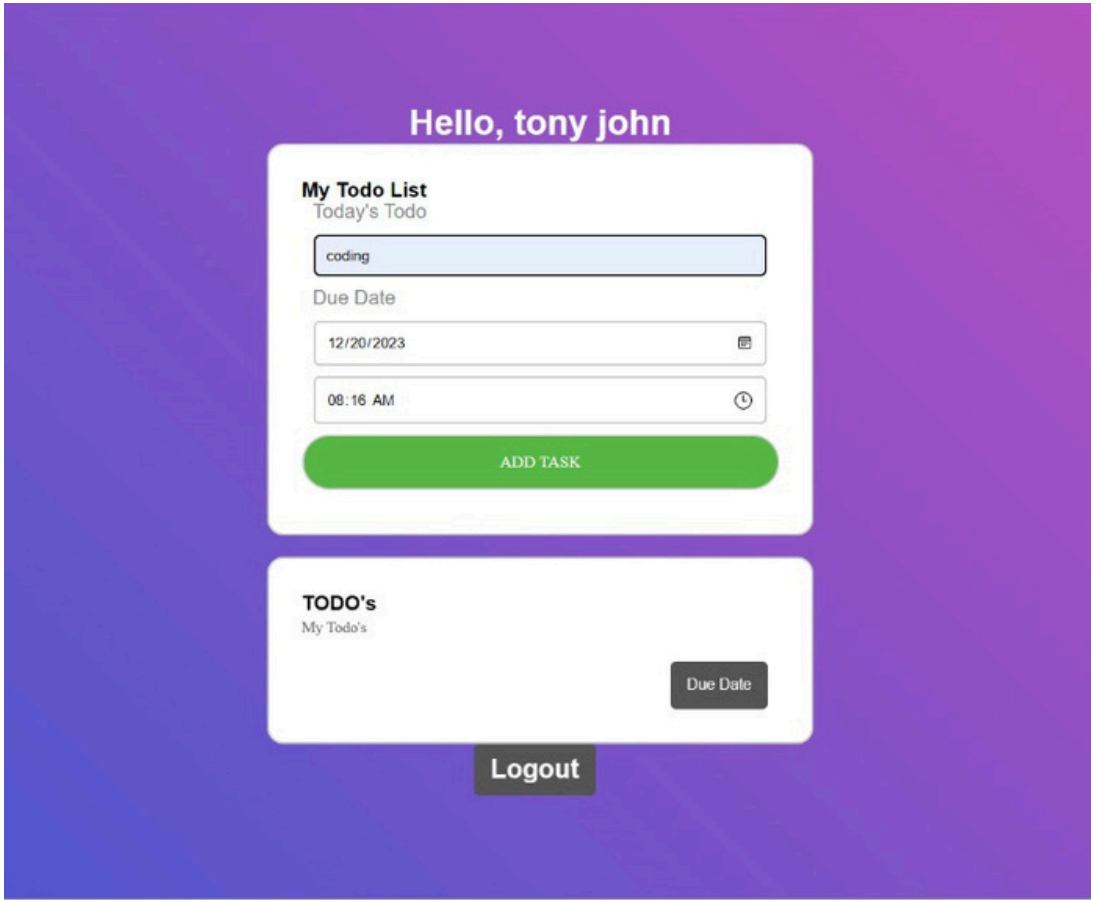 Hello, tony john
My Todo List
Today's Todo
coding
Due Date
12/20/2023
08:16 AM
ADD TASK
TODO's
My Todo's
Due Date
Logout